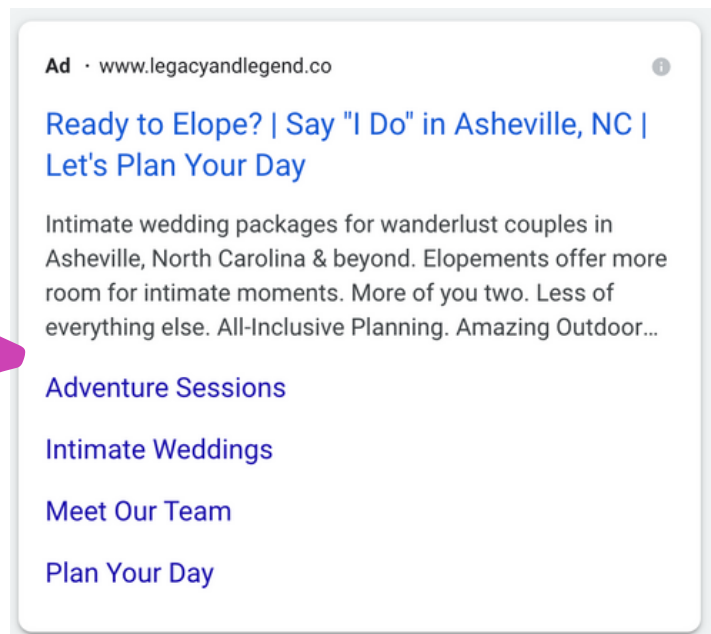 Ad · www.legacyandlegend.co
Ready to Elope? | Say "I Do" in Asheville, NC |
Let's Plan Your Day
Intimate wedding packages for wanderlust couples in
Asheville, North Carolina & beyond. Elopements offer more
room for intimate moments. More of you two. Less of
everything else. All-Inclusive Planning. Amazing Outdoor...
Adventure Sessions
Intimate Weddings
Meet Our Team
Plan Your Day